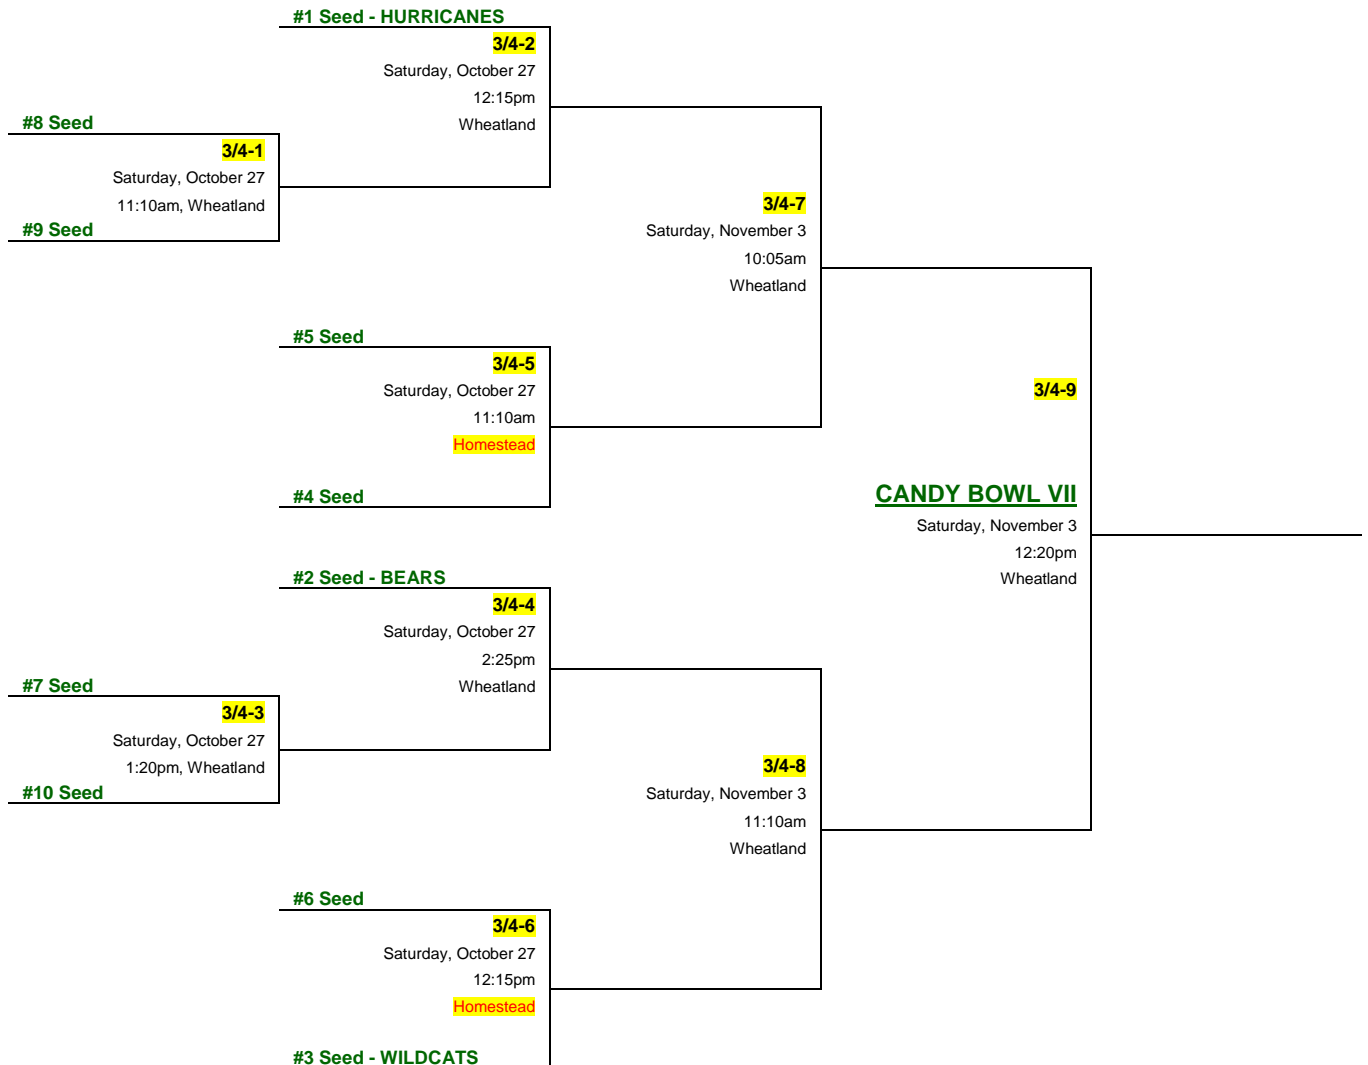 #1 Seed - HURRICANES
3/4-2
Saturday, October 27
12:15pm
Wheatland
#8 Seed
3/4-1
Saturday, October 27
11:10am, Wheatland
#9 Seed
3/4-7
Saturday, November 3
10:05am
Wheatland
#5 Seed
3/4-5
Saturday, October 27
11:10am
Homestead
#4 Seed
3/4-9
CANDY BOWL VII
Saturday, November 3
12:20pm
Wheatland
#2 Seed - BEARS
3/4-4
Saturday, October 27
2:25pm
Wheatland
#7 Seed
3/4-3
Saturday, October 27
1:20pm, Wheatland
#10 Seed
3/4-8
Saturday, November 3
11:10am
Wheatland
#6 Seed
3/4-6
Saturday, October 27
12:15pm
Homestead
#3 Seed - WILDCATS